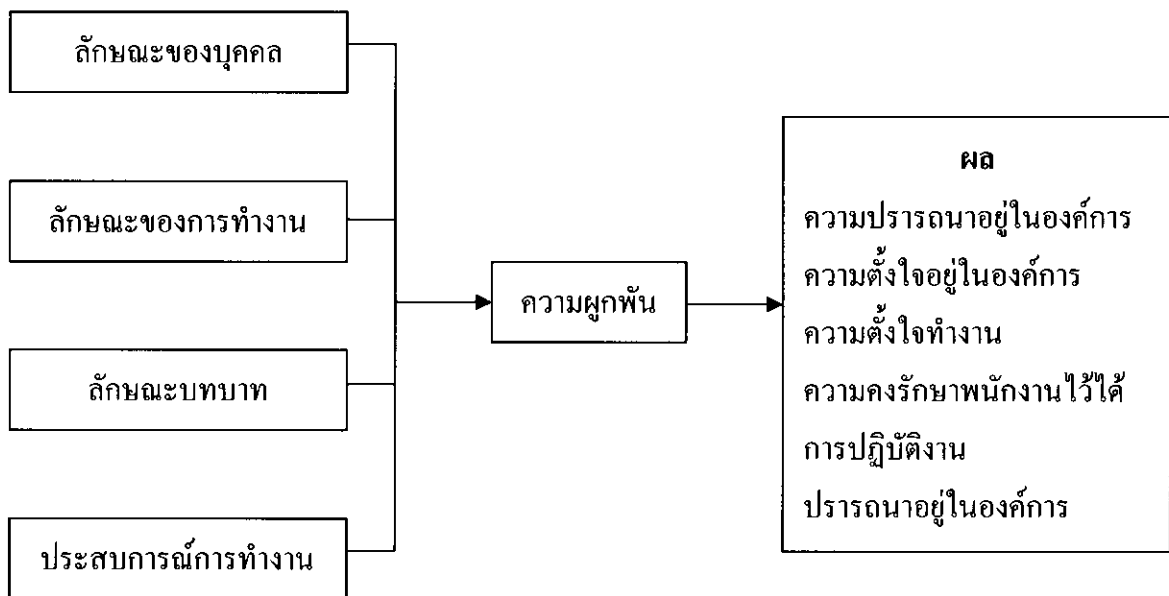 ลักษณะของบุคคล
ลักษณะของการทำงาน
ลักษณะบทบาท
ประสบการณ์การทำงาน
ความผูกพัน
ผล
ความปรารถนาอยู่ในองค์การ
ความตั้งใจอยู่ในองค์การ
ความตั้งใจทำงาน
ความคงรักษาพนักงานไว้ได้
การปฏิบัติงาน
ปรารถนาอยู่ในองค์การ